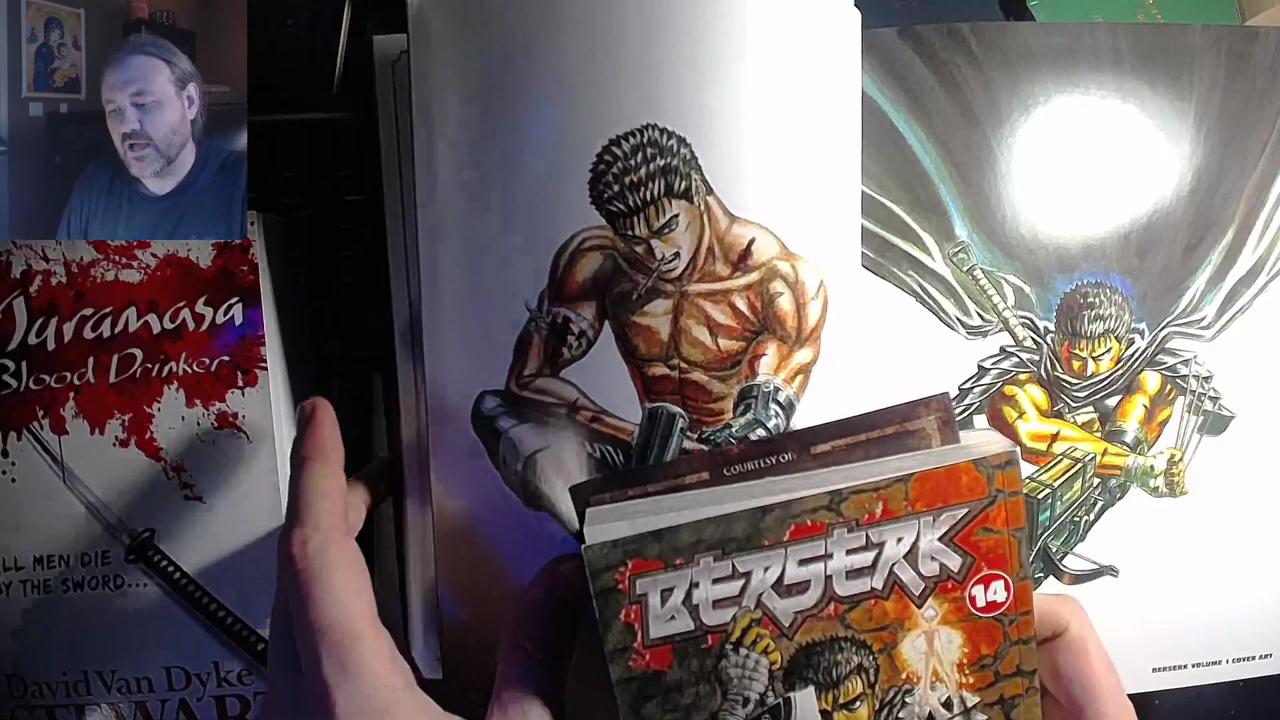 Muramasa
Blood Drinker
ALL MEN DIE
BY THE SWORD...
David Van Dyke
STEWART
COURTESY OF
BERSERK
14
BERSERK VOLUME 1 COVER ART